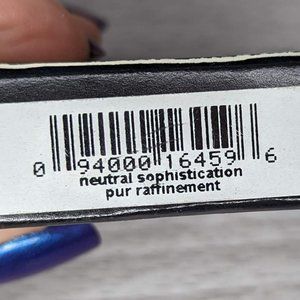 0 94000 16459 6
neutral sophistication
pur raffinement